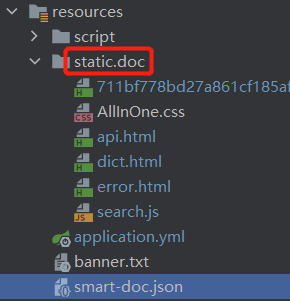 resources
script
static.doc
711bf778bd27a861cf185af
AllInOne.css
api.html
dict.html
error.html
search.js
application.yml
banner.txt
smart-doc.json